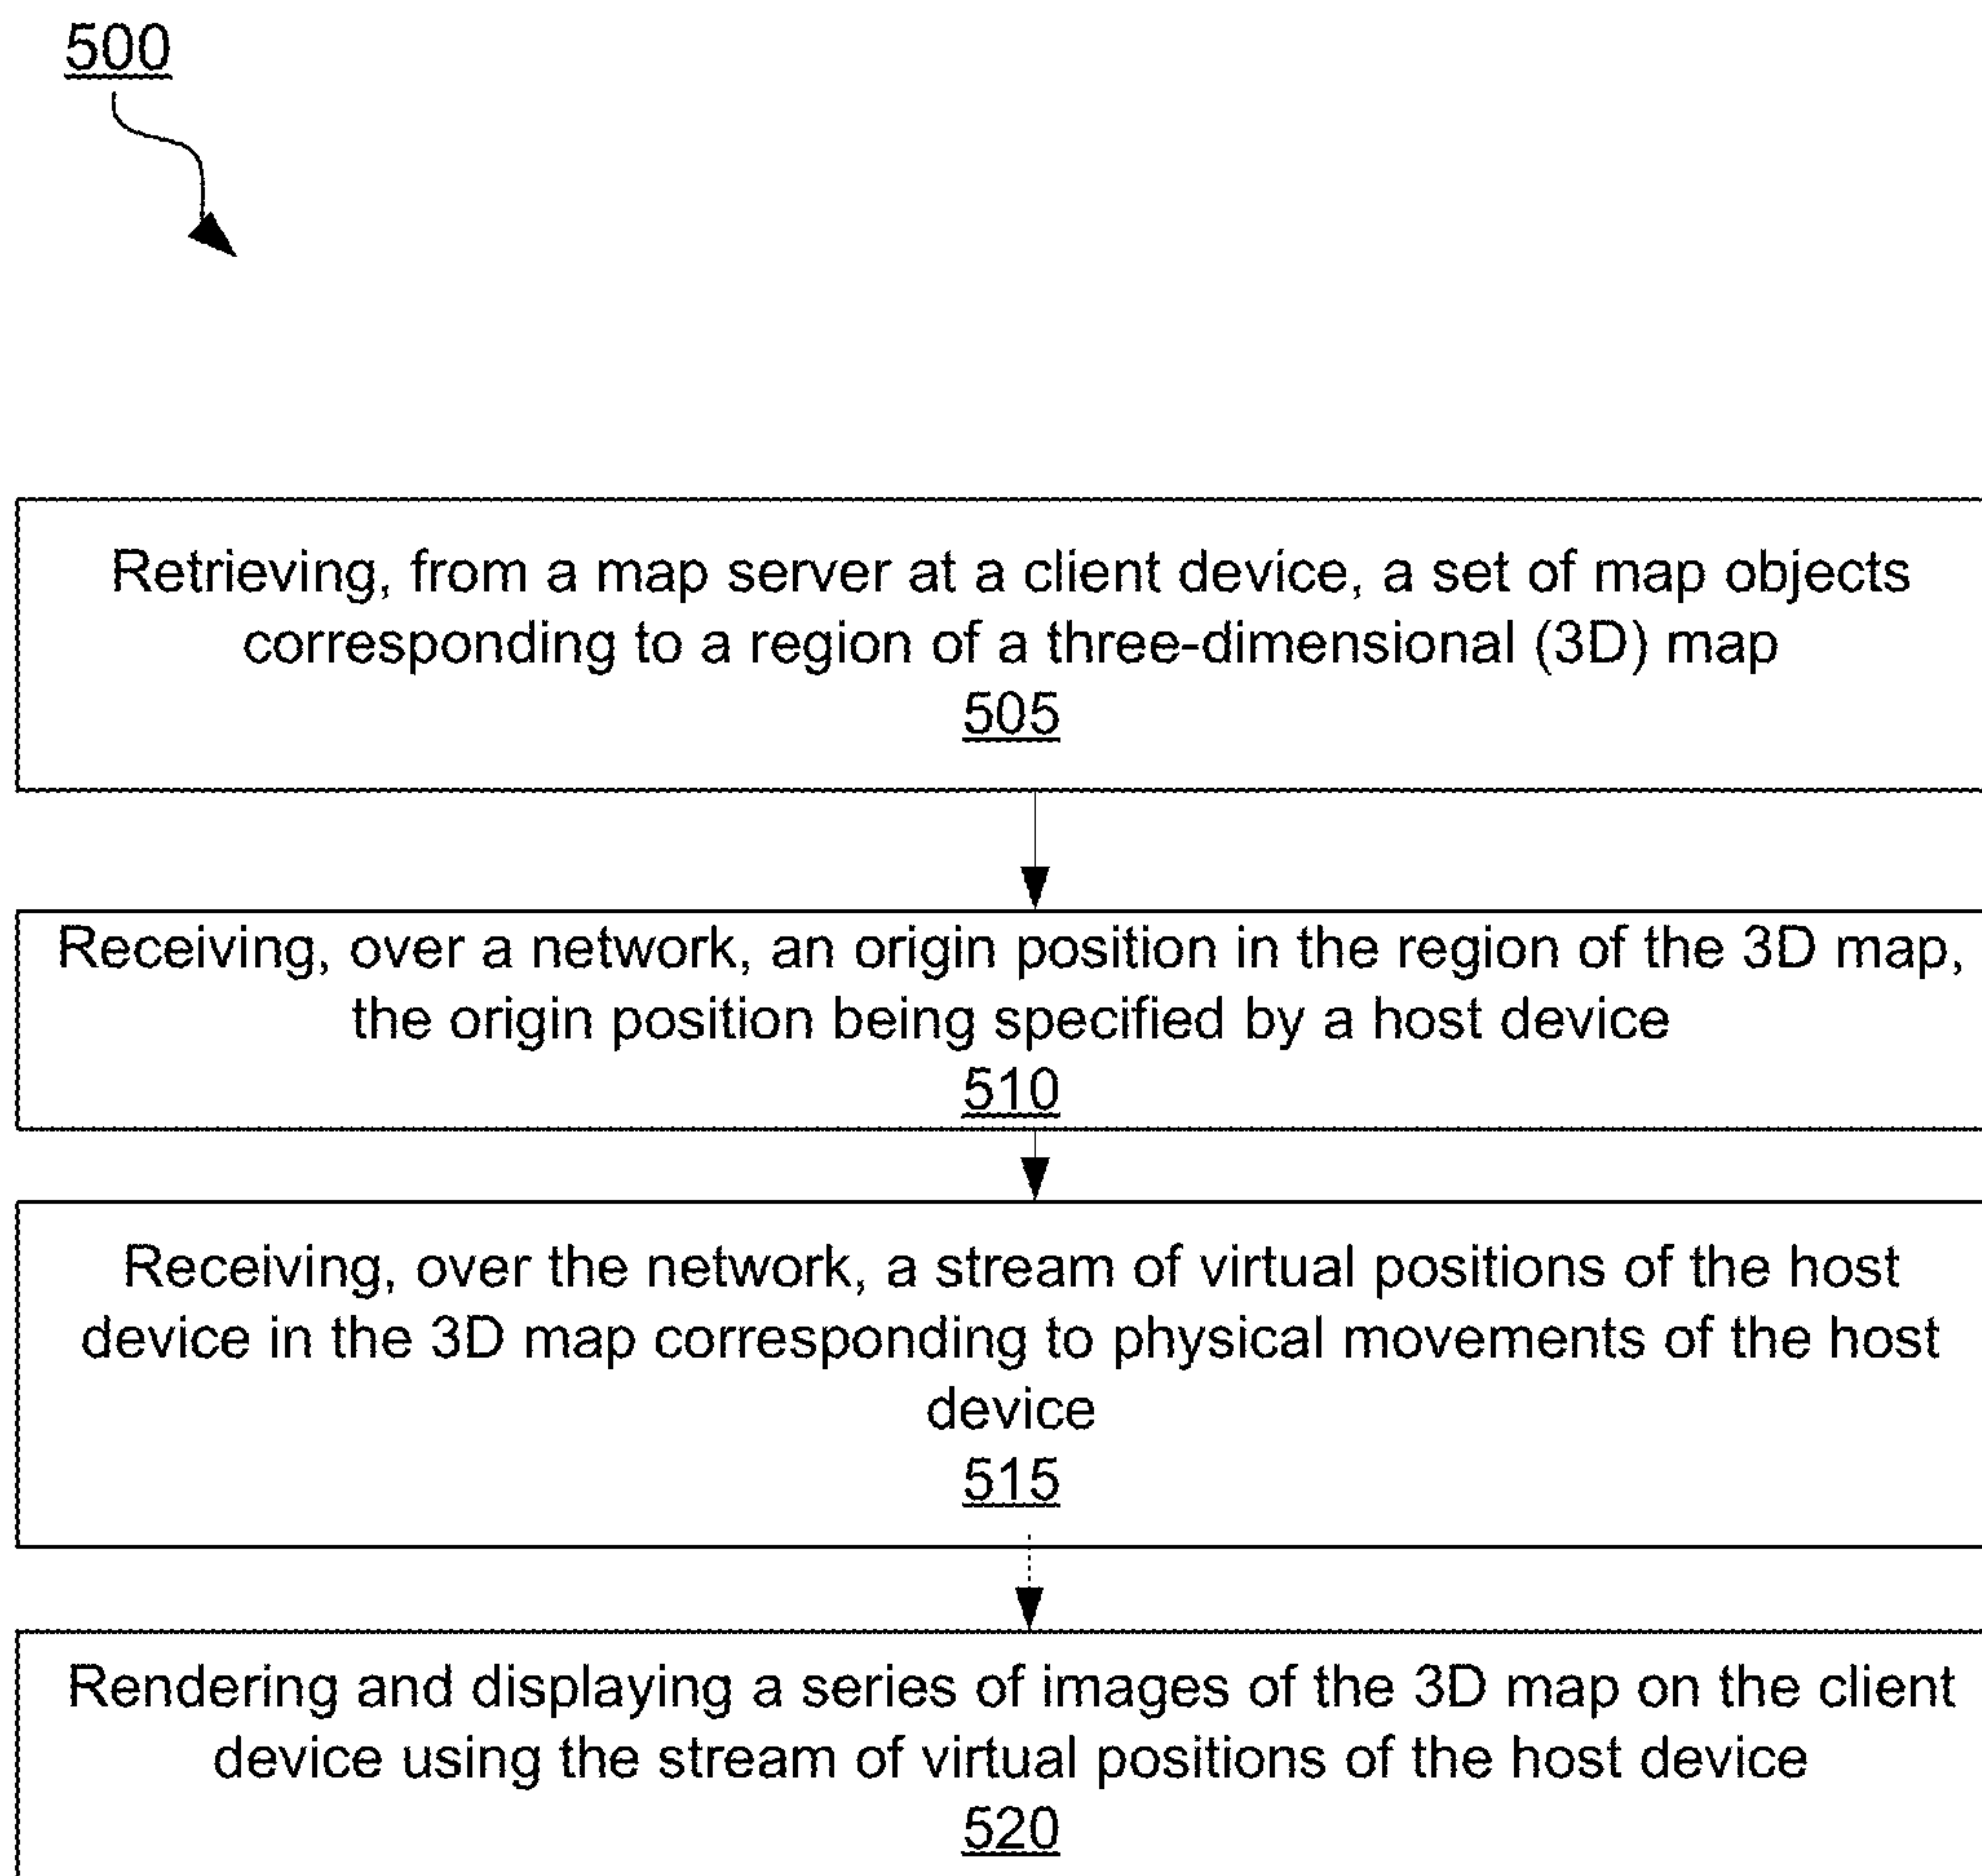 500
Retrieving, from a map server at a client device, a set of map objects
corresponding to a region of a three-dimensional (3D) map
505
Receiving, over a network, an origin position in the region of the 3D map,
the origin position being specified by a host device
510
Receiving, over the network, a stream of virtual positions of the host
device in the 3D map corresponding to physical movements of the host
device
515
Rendering and displaying a series of images of the 3D map on the client
device using the stream of virtual positions of the host device
520